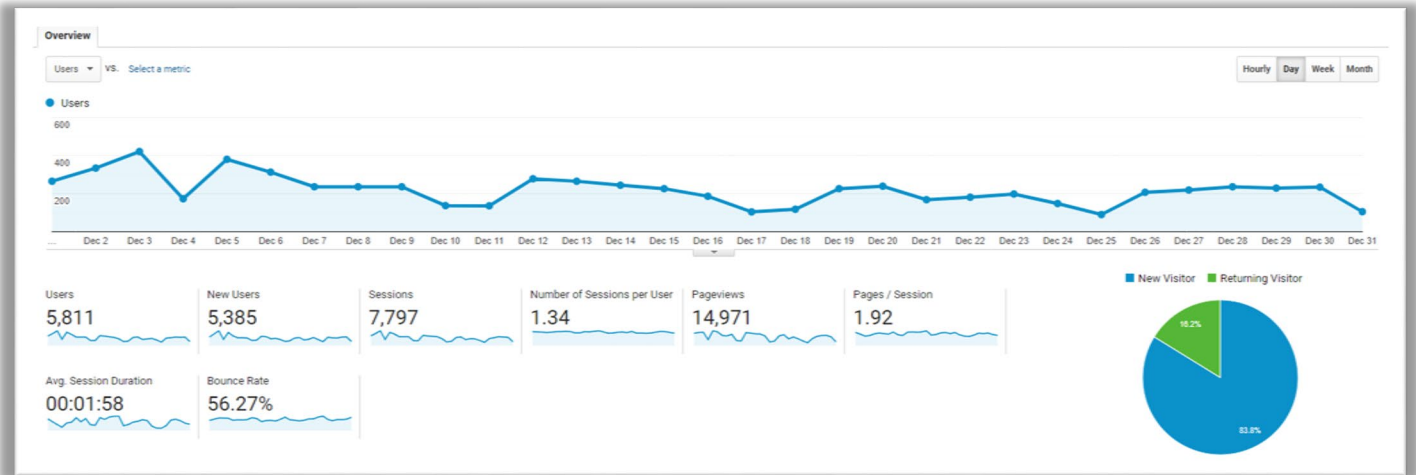 Overview
Users VS. Select a metric
Hourly Day Week Month
Users
600
400
200
... Dec 2 Dec 3 Dec 4 Dec 5 Dec 6 Dec 7 Dec 8 Dec 9 Dec 10 Dec 11 Dec 12 Dec 13 Dec 14 Dec 15 Dec 16 Dec 17 Dec 18 Dec 19 Dec 20 Dec 21 Dec 22 Dec 23 Dec 24 Dec 25 Dec 26 Dec 27 Dec 28 Dec 29 Dec 30 Dec 31
New Visitor Returning Visitor
Users New Users Sessions Number of Sessions per User Pageviews Pages / Session
5,811 5,385 7,797 1.34 14,971 1.92
16.2%
Avg. Session Duration Bounce Rate
00:01:58 56.27%
83.8%